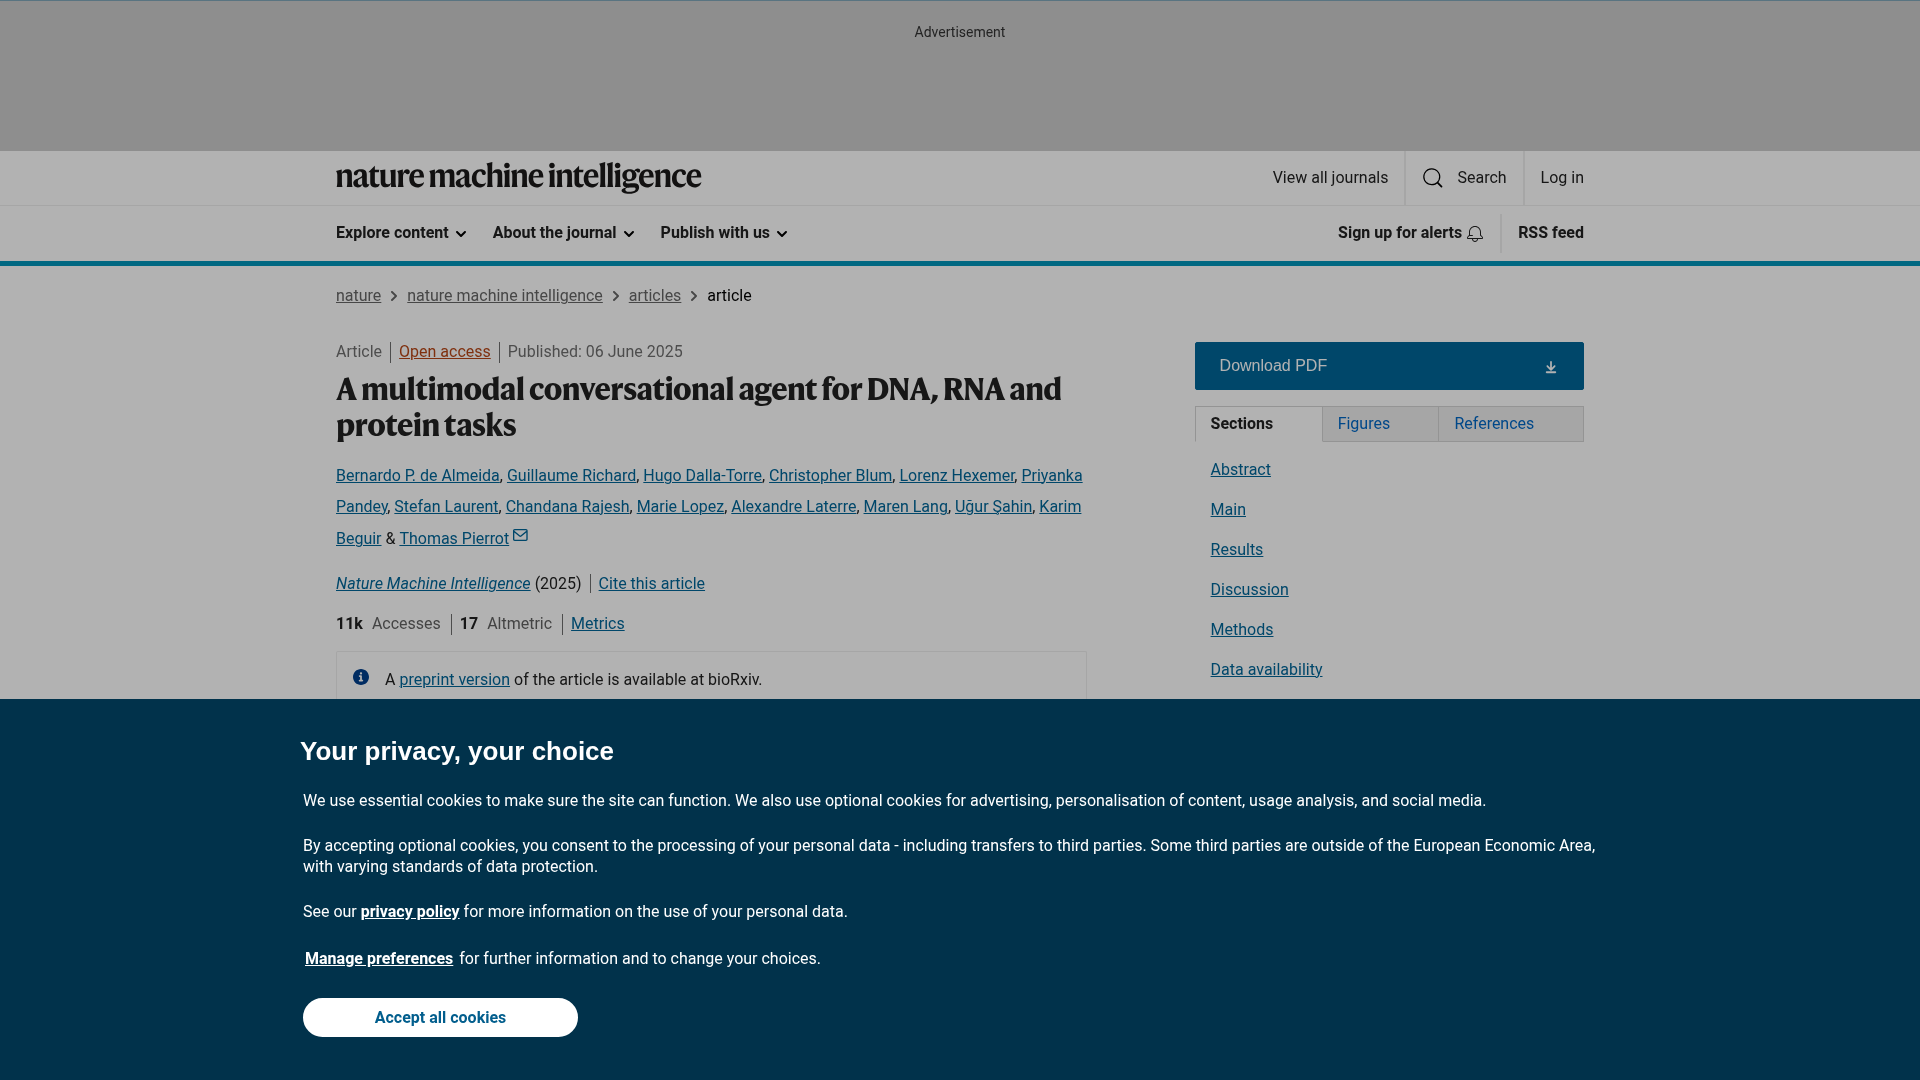 Advertisement
nature machine intelligence
View all journals
Search
Log in
Explore content
About the journal
Publish with us
Sign up for alerts
RSS feed
nature
nature machine intelligence
articles
article
Article
Open access
Published: 06 June 2025
A multimodal conversational agent for DNA, RNA and
protein tasks
Bernardo P. de Almeida, Guillaume Richard, Hugo Dalla-Torre, Christopher Blum, Lorenz Hexemer, Priyanka
Pandey, Stefan Laurent, Chandana Rajesh, Marie Lopez, Alexandre Laterre, Maren Lang, Uğur Şahin, Karim
Beguir & Thomas Pierrot
Nature Machine Intelligence (2025)
Cite this article
11k Accesses
17 Altmetric
Metrics
A preprint version of the article is available at bioRxiv.
Download PDF
Sections
Figures
References
Abstract
Main
Results
Discussion
Methods
Data availability
Your privacy, your choice
We use essential cookies to make sure the site can function. We also use optional cookies for advertising, personalisation of content, usage analysis, and social media.
By accepting optional cookies, you consent to the processing of your personal data - including transfers to third parties. Some third parties are outside of the European Economic Area,
with varying standards of data protection.
See our privacy policy for more information on the use of your personal data.
Manage preferences for further information and to change your choices.
Accept all cookies